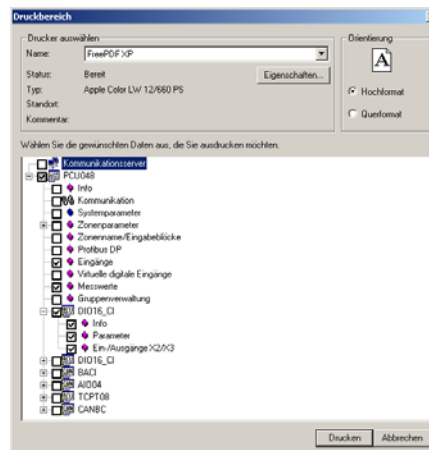 Druckbereich
Drucker auswählen
Name: FreePDF XP
Status: Bereit
Eigenschaften...
Typ: Apple Color LW 12/660 PS
Standort:
Kommentar:
Orientierung
A
Hochformat
Querformat
Wählen Sie die gewünschten Daten aus, die Sie ausdrucken möchten.
Kommunikationsserver
PCU048
Info
Kommunikation
Systemparameter
Zonenparameter
Zonenname/Eingabeblöcke
Profibus DP
Eingänge
Virtuelle digitale Eingänge
Messwerte
Gruppenverwaltung
DIO16_CI
Info
Parameter
Ein-/Ausgänge X2/X3
DIO16_CI
BACI
AIO04
TCPT08
CANBC
Drucken Abbrechen